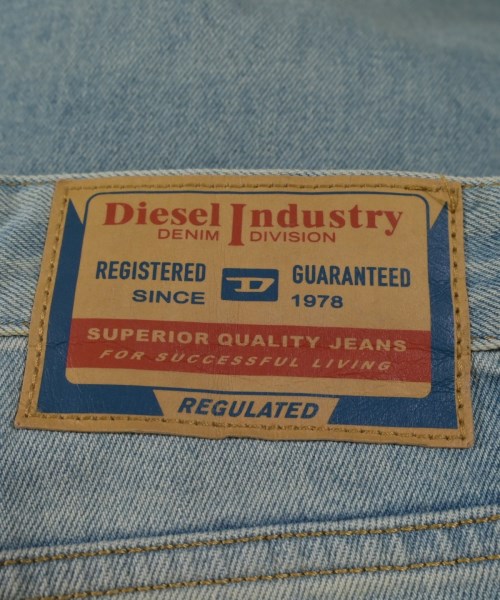 Diesel Industry
DENIM DIVISION
REGISTERED D GUARANTEED
SINCE 1978
SUPERIOR QUALITY JEANS
FOR SUCCESSFUL LIVING
REGULATED